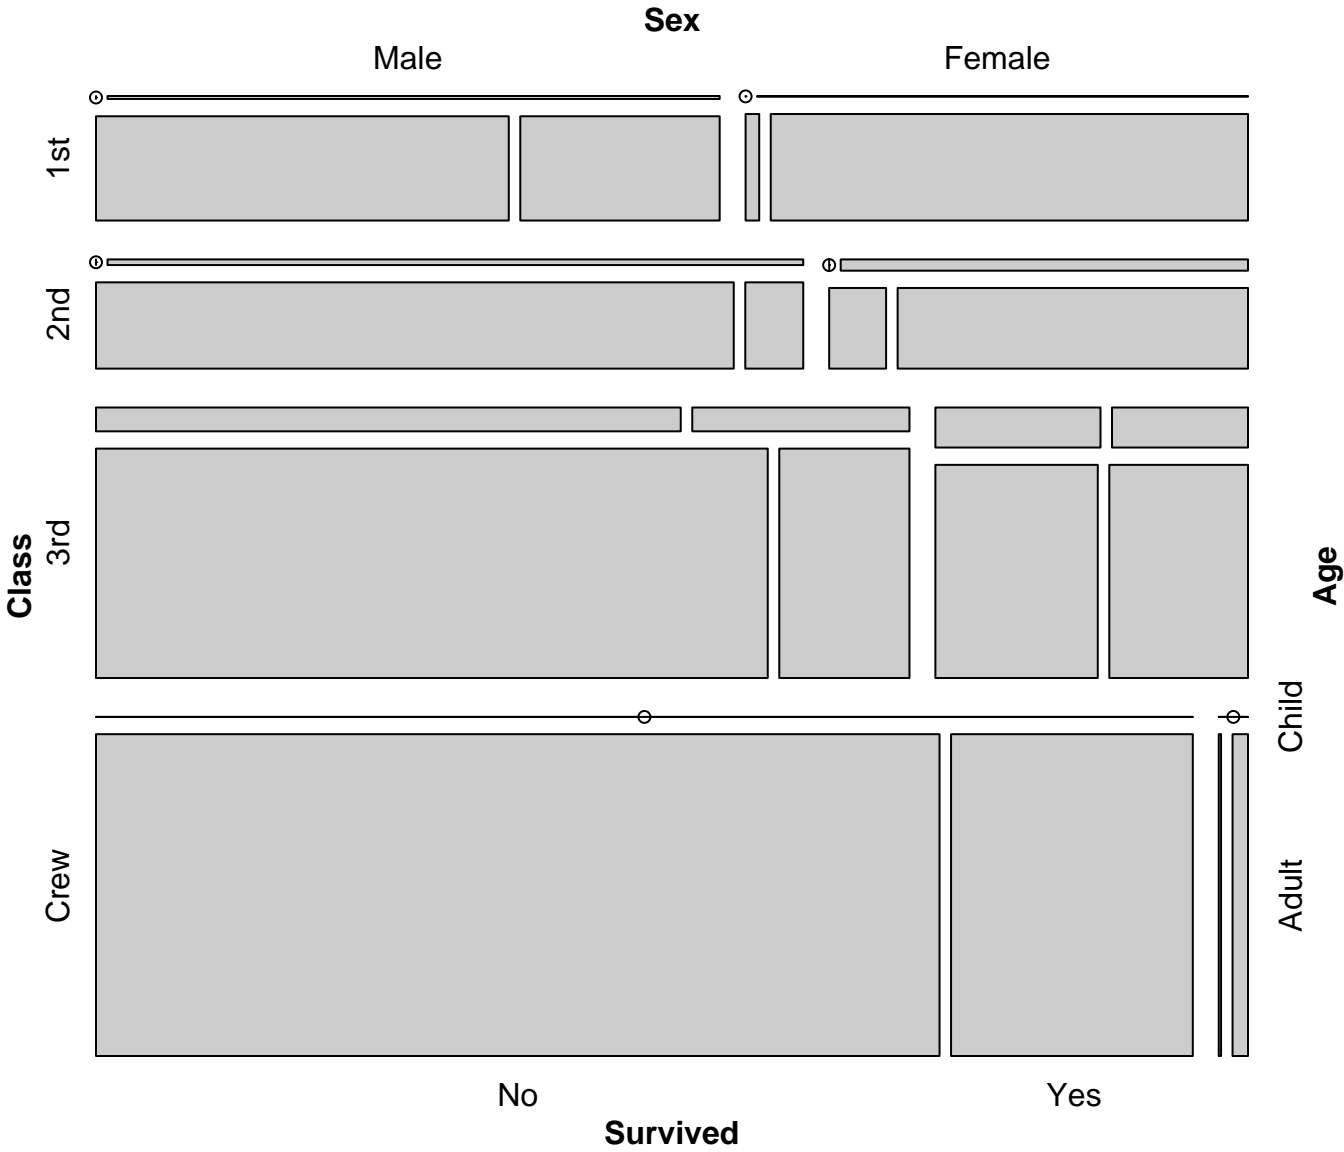 Sex
Male Female
1st
2nd
3rd
Crew
Class
Age
Child
Adult
No Yes
Survived